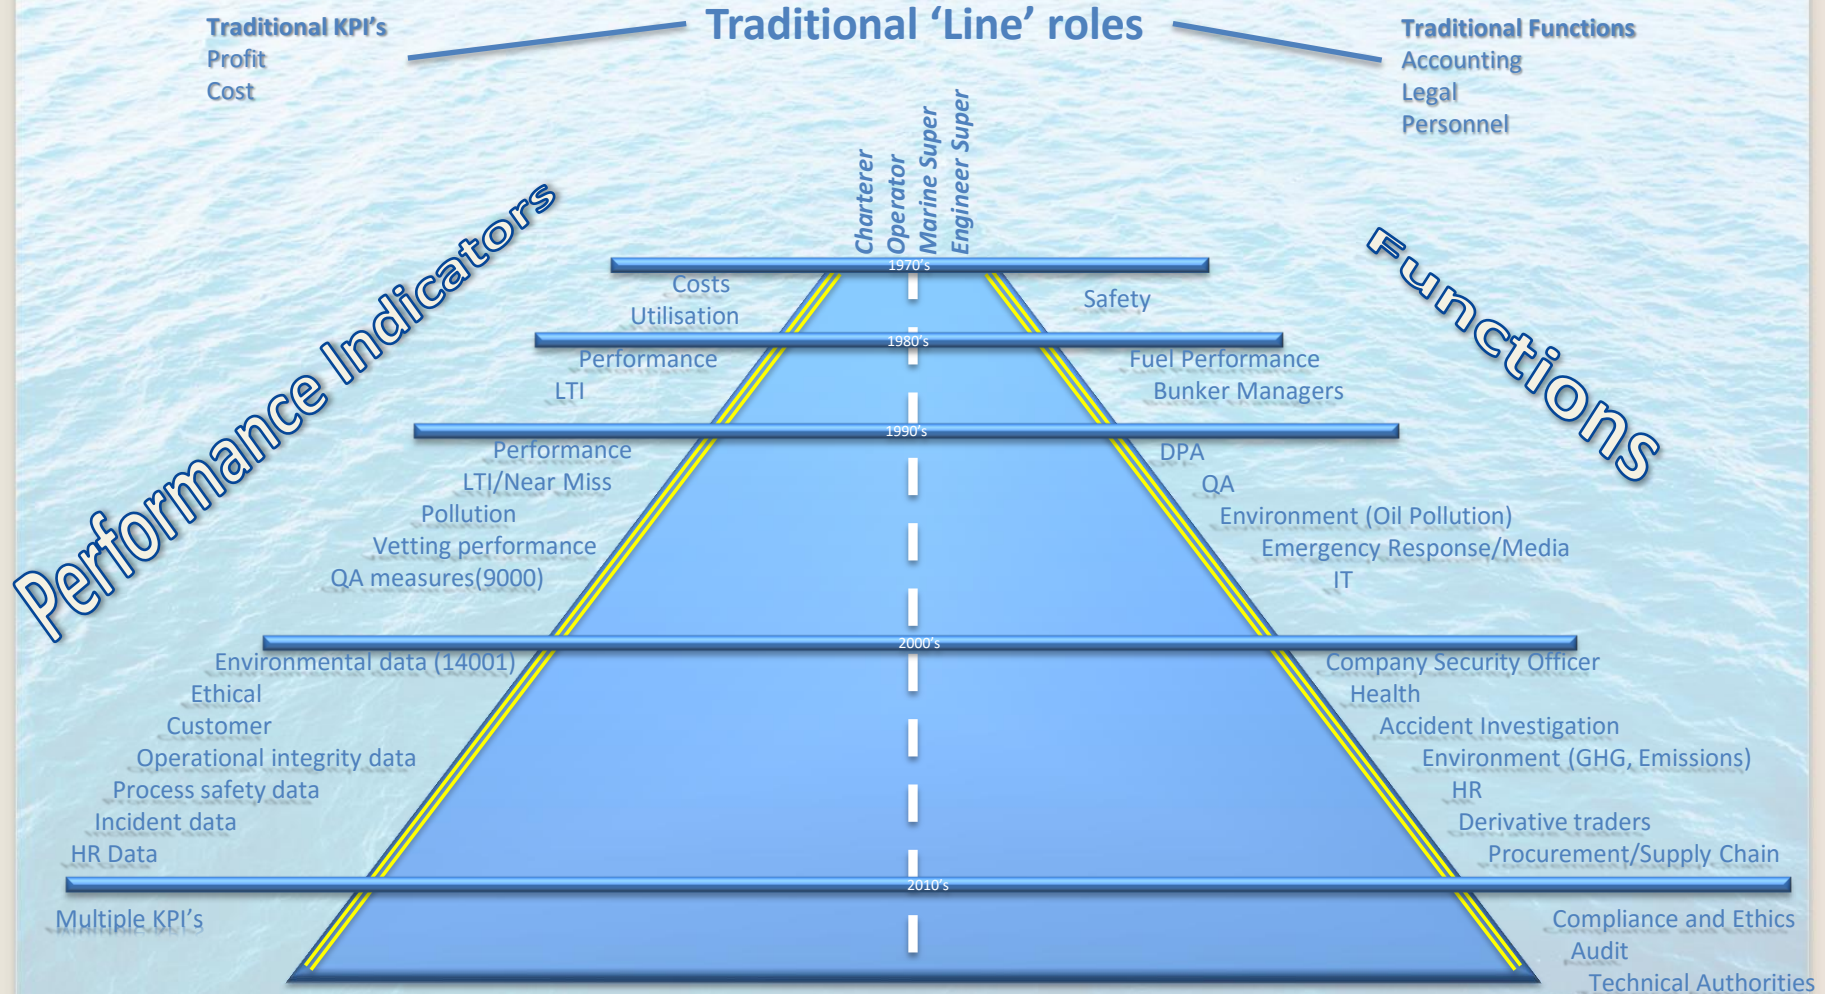 Traditional 'Line' roles
Traditional KPI's
Profit
Cost
Traditional Functions
Accounting
Legal
Personnel
Charterer
Operator
Marine Super
Engineer Super
Performance Indicators
Functions
1970's
Costs
Utilisation
Safety
1980's
Performance
LTI
Fuel Performance
Bunker Managers
1990's
Performance
LTI/Near Miss
Pollution
Vetting performance
QA measures(9000)
DPA
QA
Environment (Oil Pollution)
Emergency Response/Media
IT
2000's
Environmental data (14001)
Ethical
Customer
Operational integrity data
Process safety data
Incident data
HR Data
Company Security Officer
Health
Accident Investigation
Environment (GHG, Emissions)
HR
Derivative traders
Procurement/Supply Chain
2010's
Multiple KPI's
Compliance and Ethics
Audit
Technical Authorities